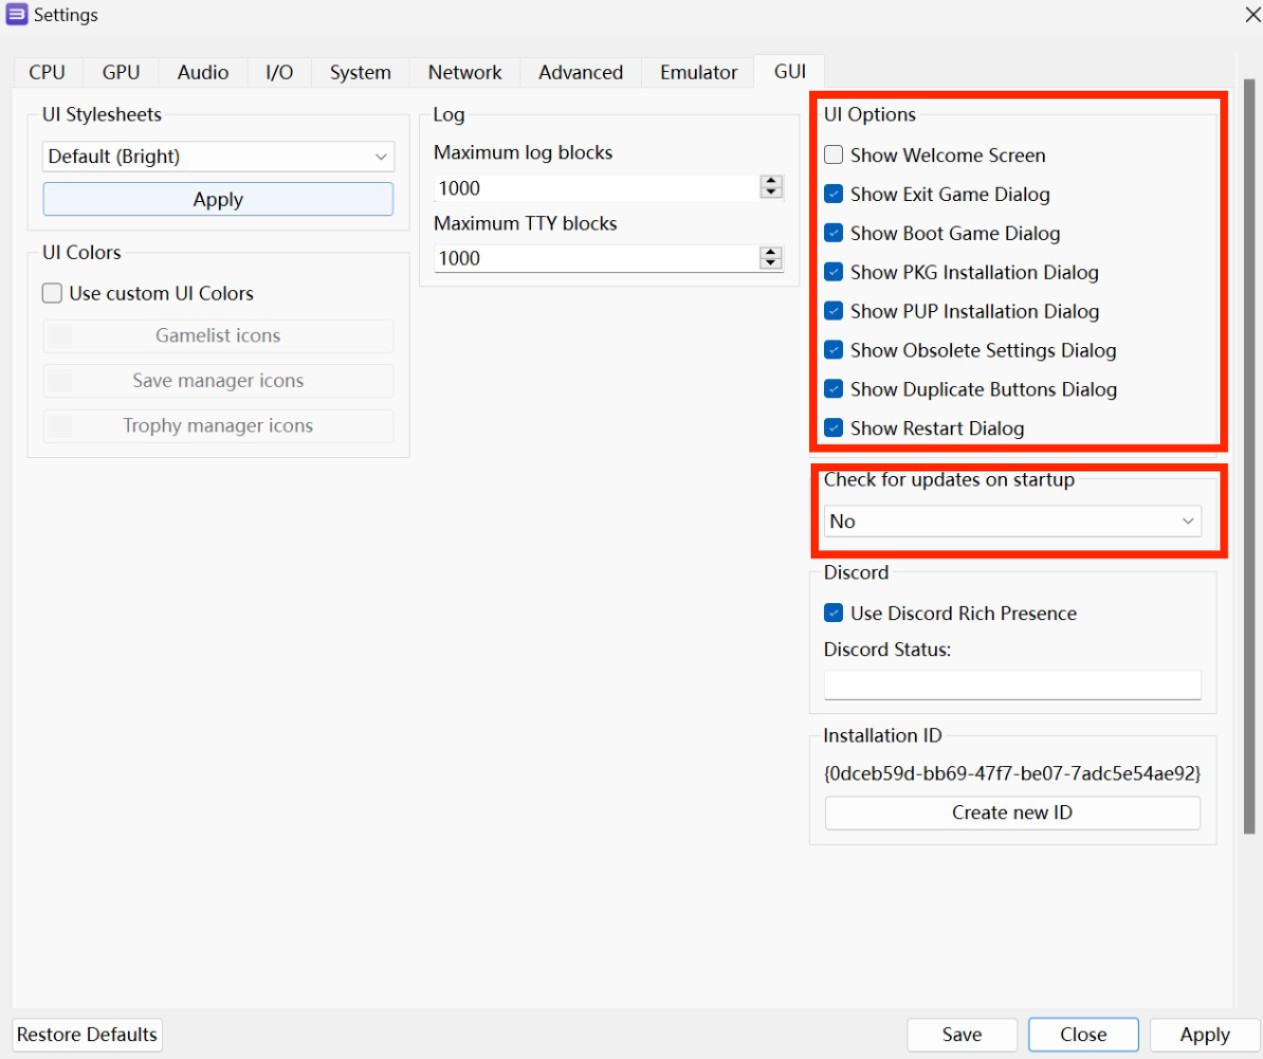 Settings
CPU
GPU
Audio
I/O
System
Network
Advanced
Emulator
GUI
UI Stylesheets
Default (Bright)
Apply
UI Colors
Use custom UI Colors
Gamelist icons
Save manager icons
Trophy manager icons
Log
Maximum log blocks
1000
Maximum TTY blocks
1000
UI Options
Show Welcome Screen
Show Exit Game Dialog
Show Boot Game Dialog
Show PKG Installation Dialog
Show PUP Installation Dialog
Show Obsolete Settings Dialog
Show Duplicate Buttons Dialog
Show Restart Dialog
Check for updates on startup
No
Discord
Use Discord Rich Presence
Discord Status:
Installation ID
{0dceb59d-bb69-47f7-be07-7adc5e54ae92}
Create new ID
Restore Defaults
Save
Close
Apply